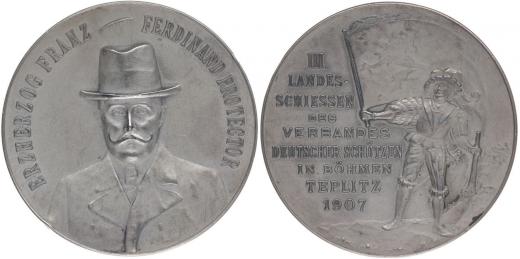 ERZHERZOG FRANZ — FERDINAND PROTECTOR
III
LANDES-
SCHIESSEN
DES
VERBANDES
DEUTSCHER SCHÜTZEN
IN BÖHMEN
TEPLITZ
1907